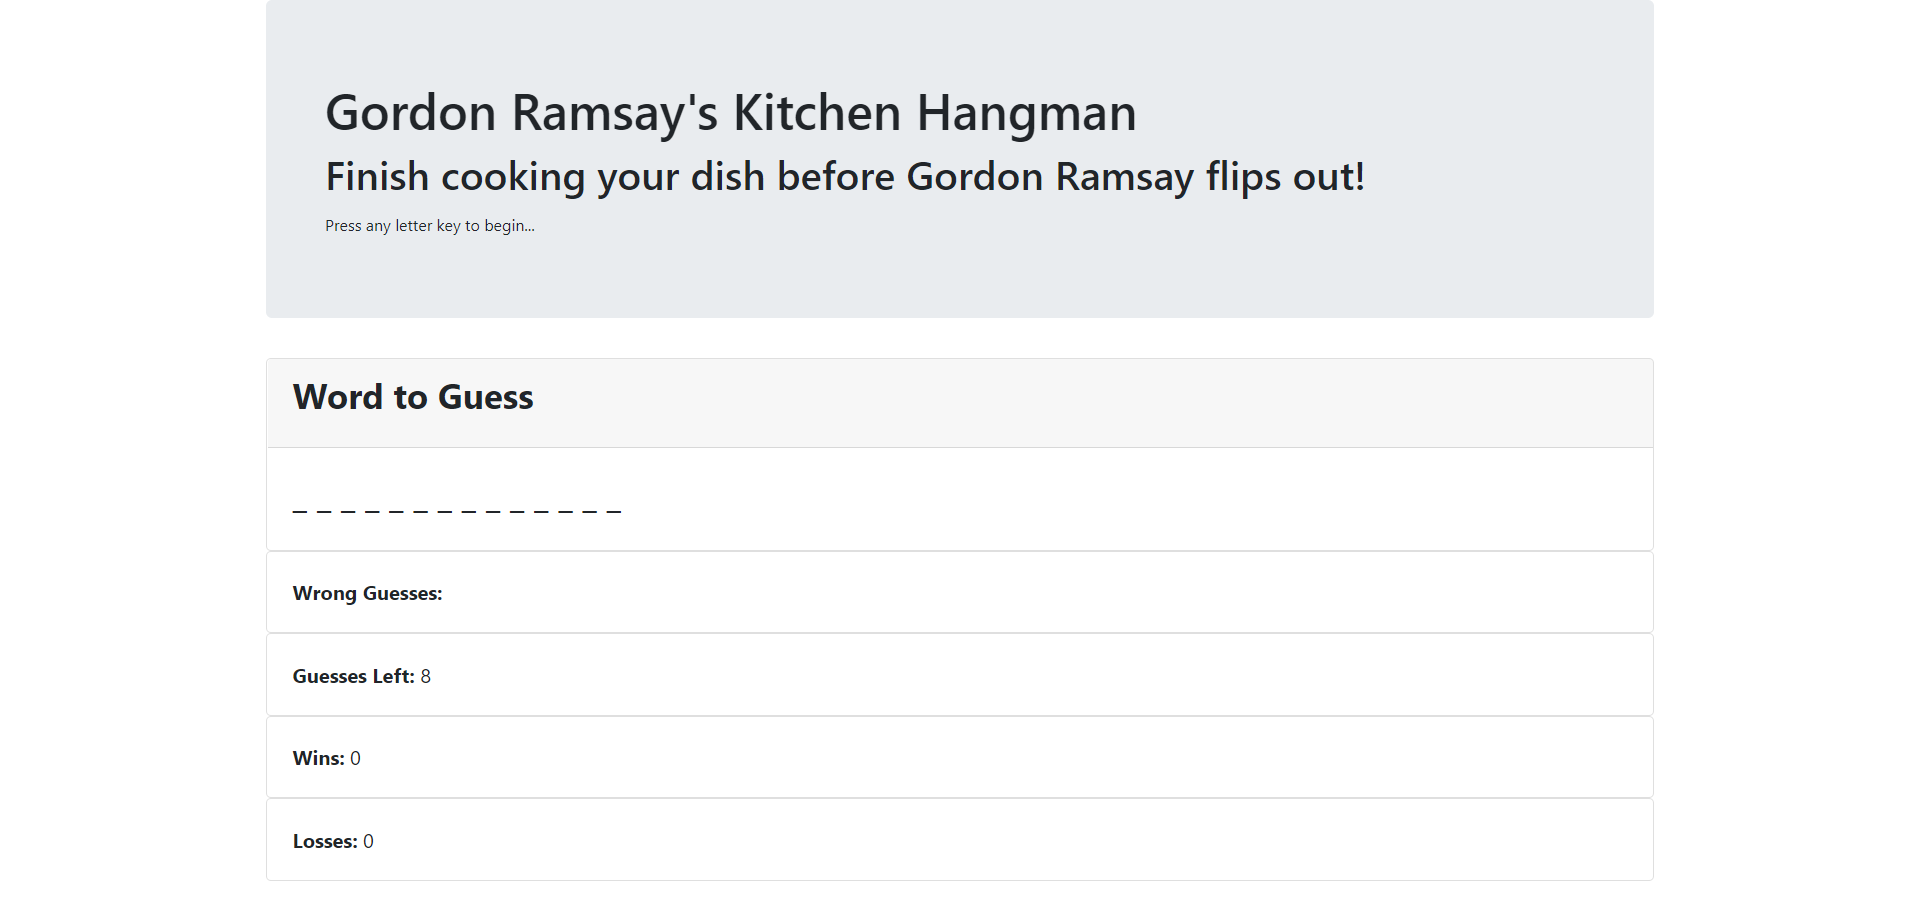 Gordon Ramsay's Kitchen Hangman
Finish cooking your dish before Gordon Ramsay flips out!
Press any letter key to begin...
Word to Guess
_ _ _ _ _ _ _ _ _ _ _ _ _ _
Wrong Guesses:
Guesses Left: 8
Wins: 0
Losses: 0